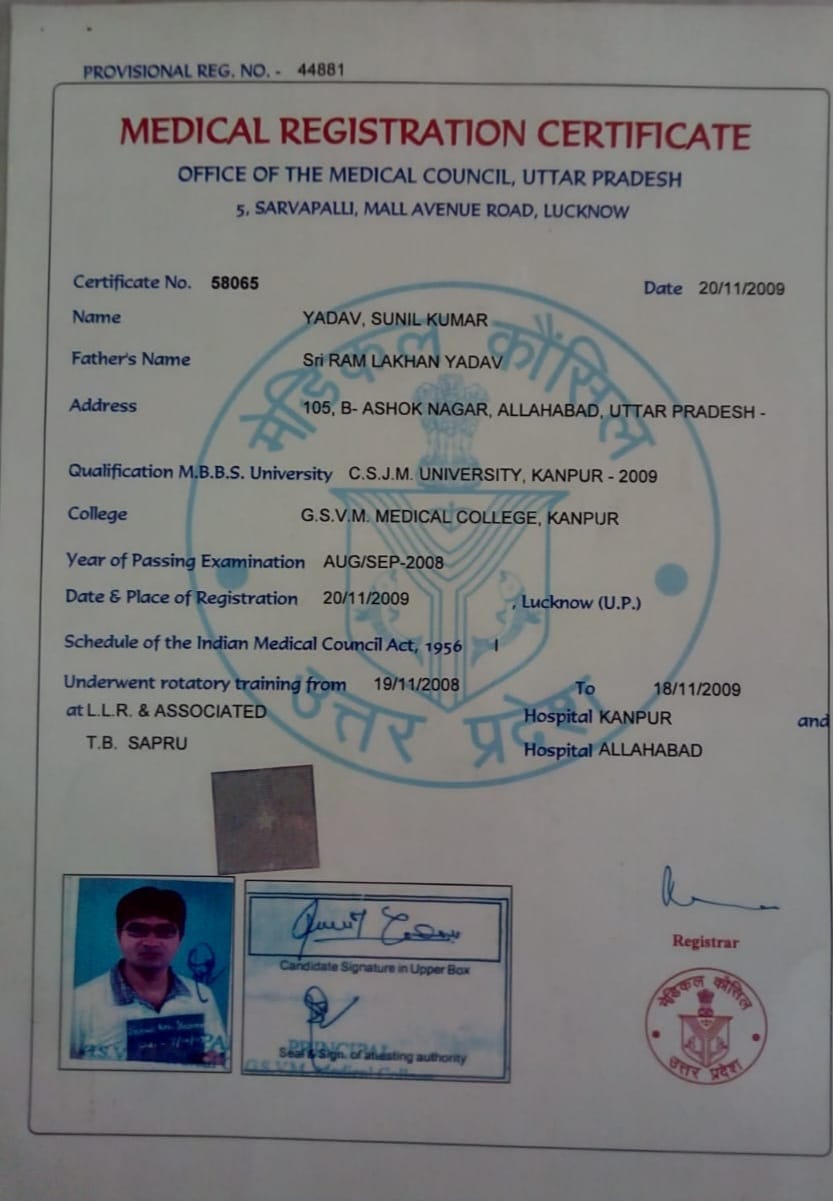 PROVISIONAL REG. NO. - 44881
MEDICAL REGISTRATION CERTIFICATE
OFFICE OF THE MEDICAL COUNCIL, UTTAR PRADESH
5, SARVAPALLI, MALL AVENUE ROAD, LUCKNOW
Certificate No. 58065 Date 20/11/2009
Name YADAV, SUNIL KUMAR
Father's Name Sri RAM LAKHAN YADAV
Address 105, B- ASHOK NAGAR, ALLAHABAD, UTTAR PRADESH -
Qualification M.B.B.S. University C.S.J.M. UNIVERSITY, KANPUR - 2009
College G.S.V.M. MEDICAL COLLEGE, KANPUR
Year of Passing Examination AUG/SEP-2008
Date & Place of Registration 20/11/2009 , Lucknow (U.P.)
Schedule of the Indian Medical Council Act, 1956 I
Underwent rotatory training from 19/11/2008 To 18/11/2009
at L.L.R. & ASSOCIATED Hospital KANPUR and
T.B. SAPRU Hospital ALLAHABAD
मेडिकल कौंसिल
उत्तर प्रदेश
Candidate Signature in Upper Box
PRINCIPAL
Seal & Sign. of attesting authority
G.S.V.M. Medical College
Registrar
मेडिकल कौंसिल
उत्तर प्रदेश